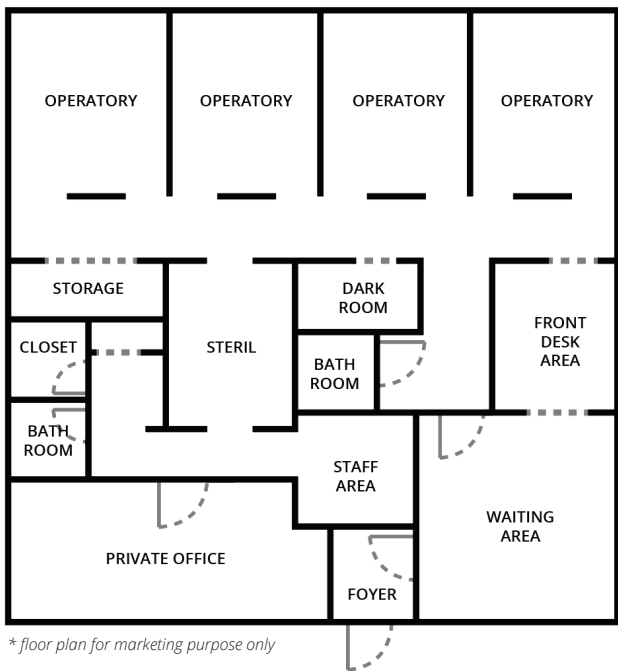 OPERATORY
OPERATORY
OPERATORY
OPERATORY
STORAGE
DARK
ROOM
CLOSET
STERIL
FRONT
DESK
AREA
BATH
ROOM
BATH
ROOM
STAFF
AREA
WAITING
AREA
PRIVATE OFFICE
FOYER
* floor plan for marketing purpose only